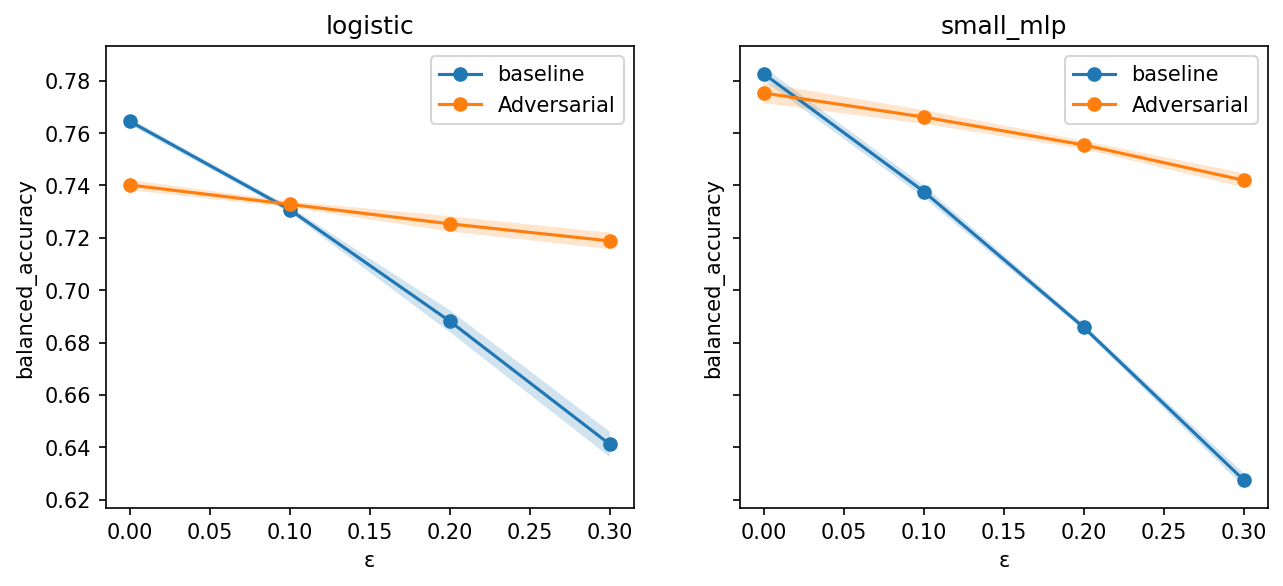 logistic
baseline
Adversarial
balanced_accuracy
0.78
0.76
0.74
0.72
0.70
0.68
0.66
0.64
0.62
0.00 0.05 0.10 0.15 0.20 0.25 0.30
ε
small_mlp
baseline
Adversarial
balanced_accuracy
0.00 0.05 0.10 0.15 0.20 0.25 0.30
ε